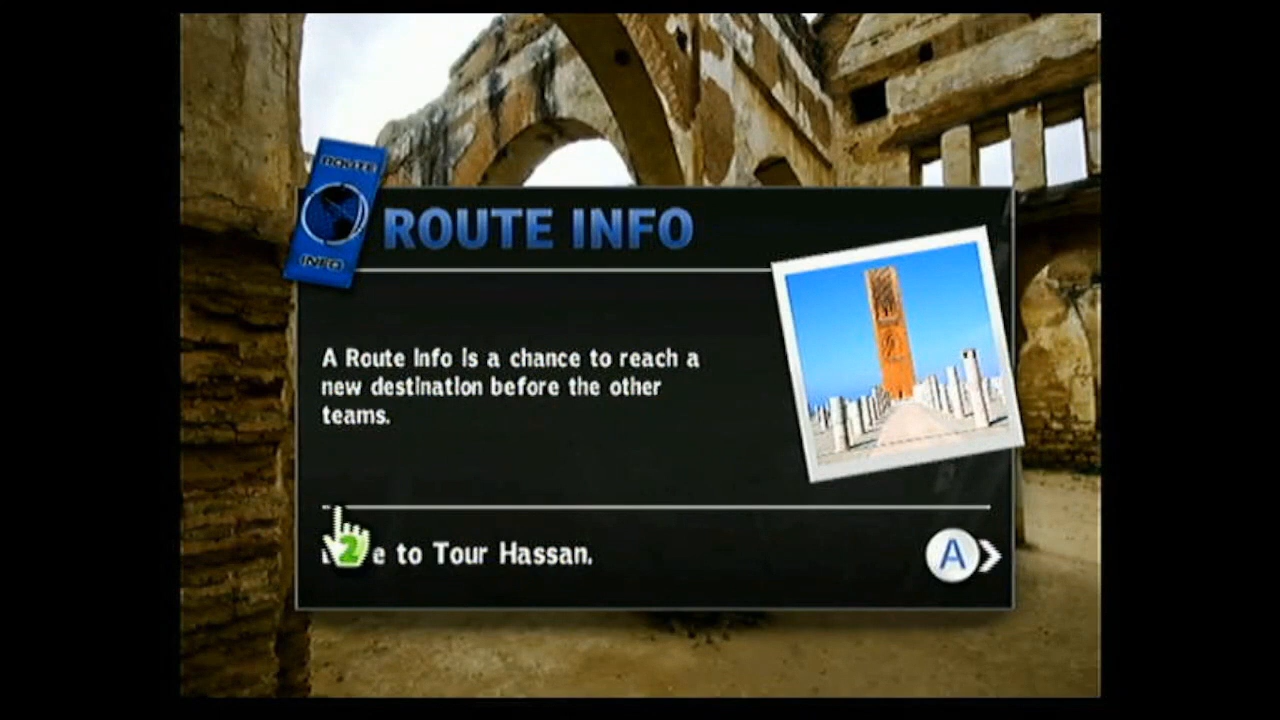 ROUTE
INFO
ROUTE INFO
A Route Info is a chance to reach a
new destination before the other
teams.
2
to Tour Hassan.
A